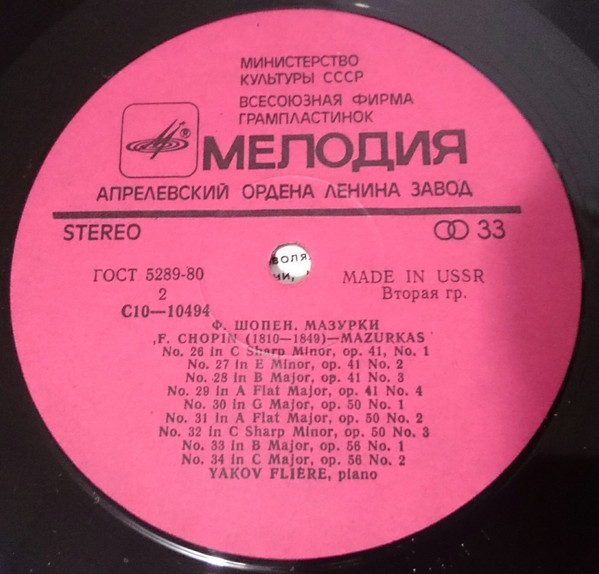 МИНИСТЕРСТВО
КУЛЬТУРЫ СССР
ВСЕСОЮЗНАЯ ФИРМА
ГРАМПЛАСТИНОК
®
МЕЛОДИЯ
АПРЕЛЕВСКИЙ ОРДЕНА ЛЕНИНА ЗАВОД
STEREO
33
ГОСТ 5289-80
2
С10—10494
воля
ми,
MADE IN USSR
Вторая гр.
Ф. ШОПЕН. МАЗУРКИ
F. CHOPIN (1810—1849)—MAZURKAS
No. 26 in C Sharp Minor, op. 41, No. 1
No. 27 in E Minor, op. 41 No. 2
No. 28 in B Major, op. 41 No. 3
No. 29 in A Flat Major, op. 41 No. 4
No. 30 in G Major, op. 50 No. 1
No. 31 in A Flat Major, op. 50 No. 2
No. 32 in C Sharp Minor, op. 50 No. 3
No. 33 in B Major, op. 56 No. 1
No. 34 in C Major, op. 56 No. 2
YAKOV FLIÈRE, piano